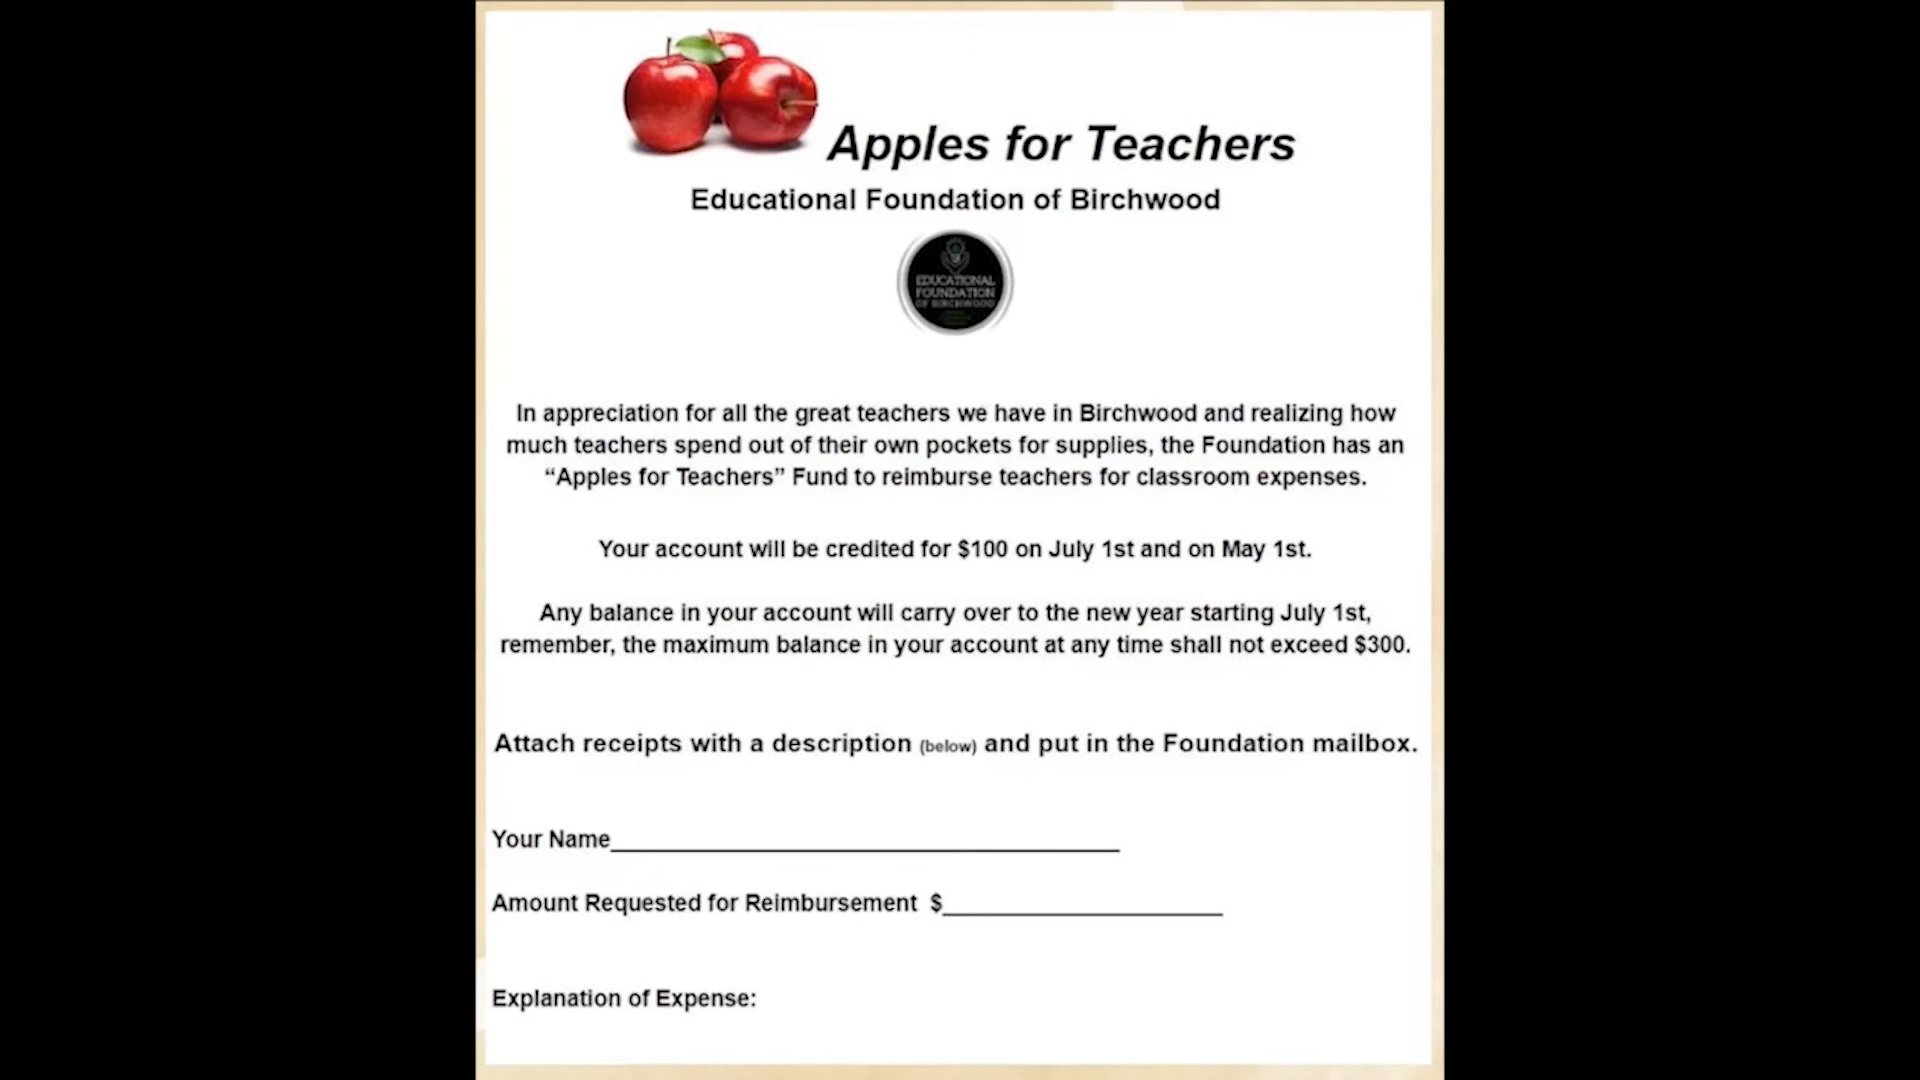 Apples for Teachers
Educational Foundation of Birchwood
EDUCATIONAL
FOUNDATION
OF BIRCHWOOD
In appreciation for all the great teachers we have in Birchwood and realizing how
much teachers spend out of their own pockets for supplies, the Foundation has an
“Apples for Teachers” Fund to reimburse teachers for classroom expenses.
Your account will be credited for $100 on July 1st and on May 1st.
Any balance in your account will carry over to the new year starting July 1st,
remember, the maximum balance in your account at any time shall not exceed $300.
Attach receipts with a description (below) and put in the Foundation mailbox.
Your Name
Amount Requested for Reimbursement $
Explanation of Expense: